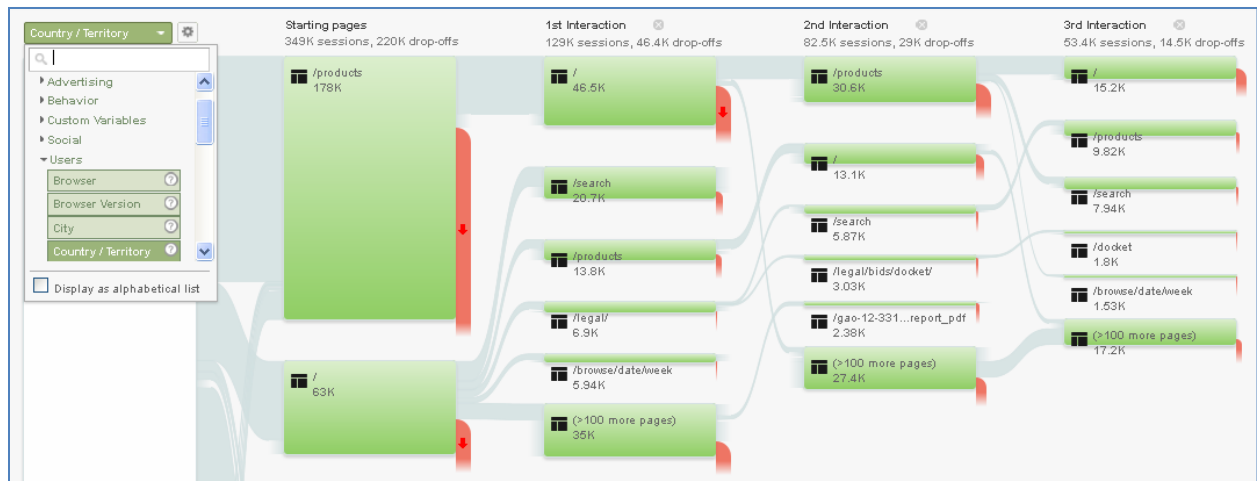 Country / Territory
Advertising
Behavior
Custom Variables
Social
Users
Browser
Browser Version
City
Country / Territory
Display as alphabetical list
Starting pages
349K sessions, 220K drop-offs
/products
178K
/
63K
1st Interaction
129K sessions, 46.4K drop-offs
/
46.5K
/search
20.7K
/products
13.8K
/legal/
6.9K
/browse/date/week
5.94K
(>100 more pages)
35K
2nd Interaction
82.5K sessions, 29K drop-offs
/products
30.6K
/
13.1K
/search
5.87K
/legal/bids/docket/
3.03K
/gao-12-331...report_pdf
2.38K
(>100 more pages)
27.4K
3rd Interaction
53.4K sessions, 14.5K drop-offs
/
15.2K
/products
9.82K
/search
7.94K
/docket
1.8K
/browse/date/week
1.53K
(>100 more pages)
17.2K